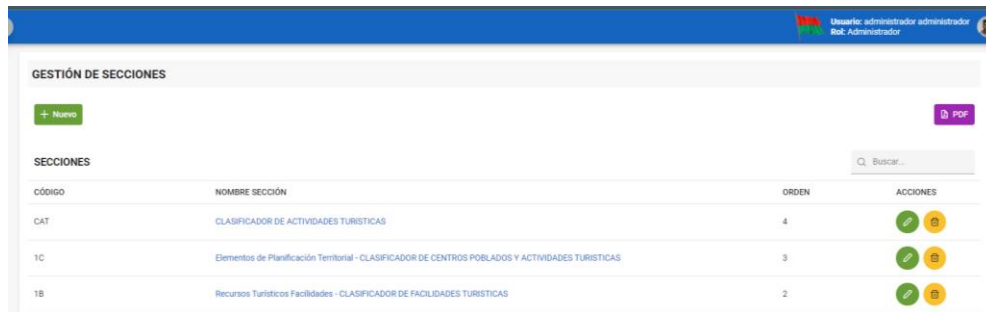 Usuario: administrador administrador
Rol: Administrador
GESTIÓN DE SECCIONES
+ Nuevo
PDF
SECCIONES
Buscar...
CÓDIGO NOMBRE SECCIÓN ORDEN ACCIONES
CAT CLASIFICADOR DE ACTIVIDADES TURISTICAS 4
1C Elementos de Planificación Territorial - CLASIFICADOR DE CENTROS POBLADOS Y ACTIVIDADES TURISTICAS 3
1B Recursos Turísticos Facilidades - CLASIFICADOR DE FACILIDADES TURISTICAS 2